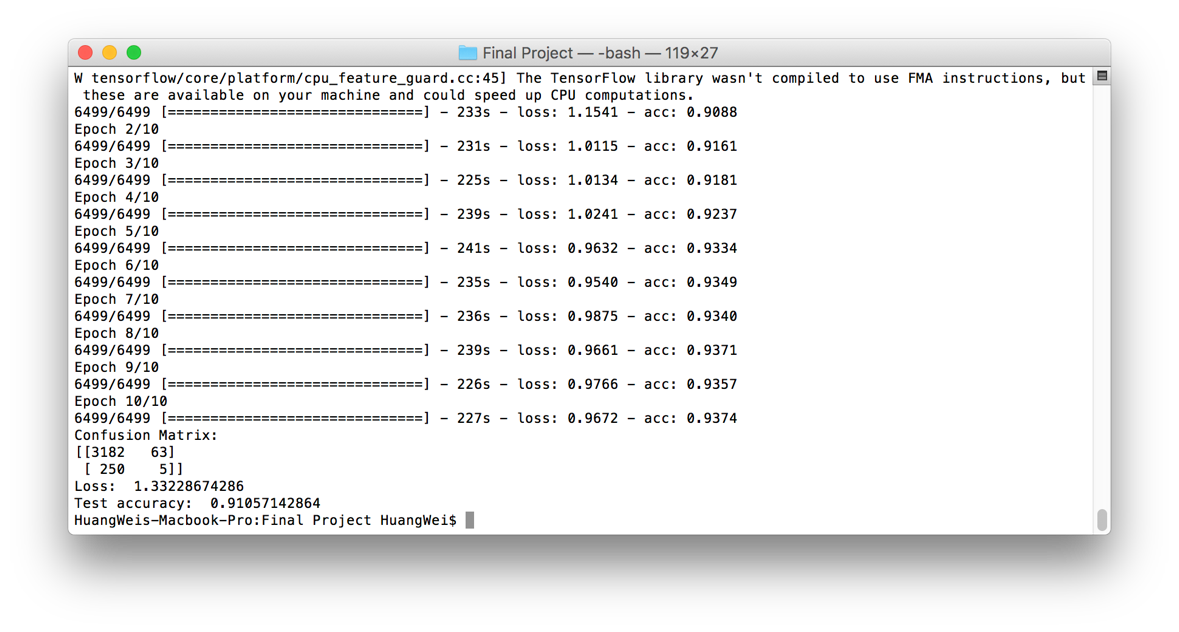 Final Project — -bash — 119×27
W tensorflow/core/platform/cpu_feature_guard.cc:45] The TensorFlow library wasn't compiled to use FMA instructions, but
 these are available on your machine and could speed up CPU computations.
6499/6499 [==============================] - 233s - loss: 1.1541 - acc: 0.9088
Epoch 2/10
6499/6499 [==============================] - 231s - loss: 1.0115 - acc: 0.9161
Epoch 3/10
6499/6499 [==============================] - 225s - loss: 1.0134 - acc: 0.9181
Epoch 4/10
6499/6499 [==============================] - 239s - loss: 1.0241 - acc: 0.9237
Epoch 5/10
6499/6499 [==============================] - 241s - loss: 0.9632 - acc: 0.9334
Epoch 6/10
6499/6499 [==============================] - 235s - loss: 0.9540 - acc: 0.9349
Epoch 7/10
6499/6499 [==============================] - 236s - loss: 0.9875 - acc: 0.9340
Epoch 8/10
6499/6499 [==============================] - 239s - loss: 0.9661 - acc: 0.9371
Epoch 9/10
6499/6499 [==============================] - 226s - loss: 0.9766 - acc: 0.9357
Epoch 10/10
6499/6499 [==============================] - 227s - loss: 0.9672 - acc: 0.9374
Confusion Matrix:
[[3182   63]
 [ 250    5]]
Loss:  1.33228674286
Test accuracy:  0.91057142864
HuangWeis-Macbook-Pro:Final Project HuangWei$